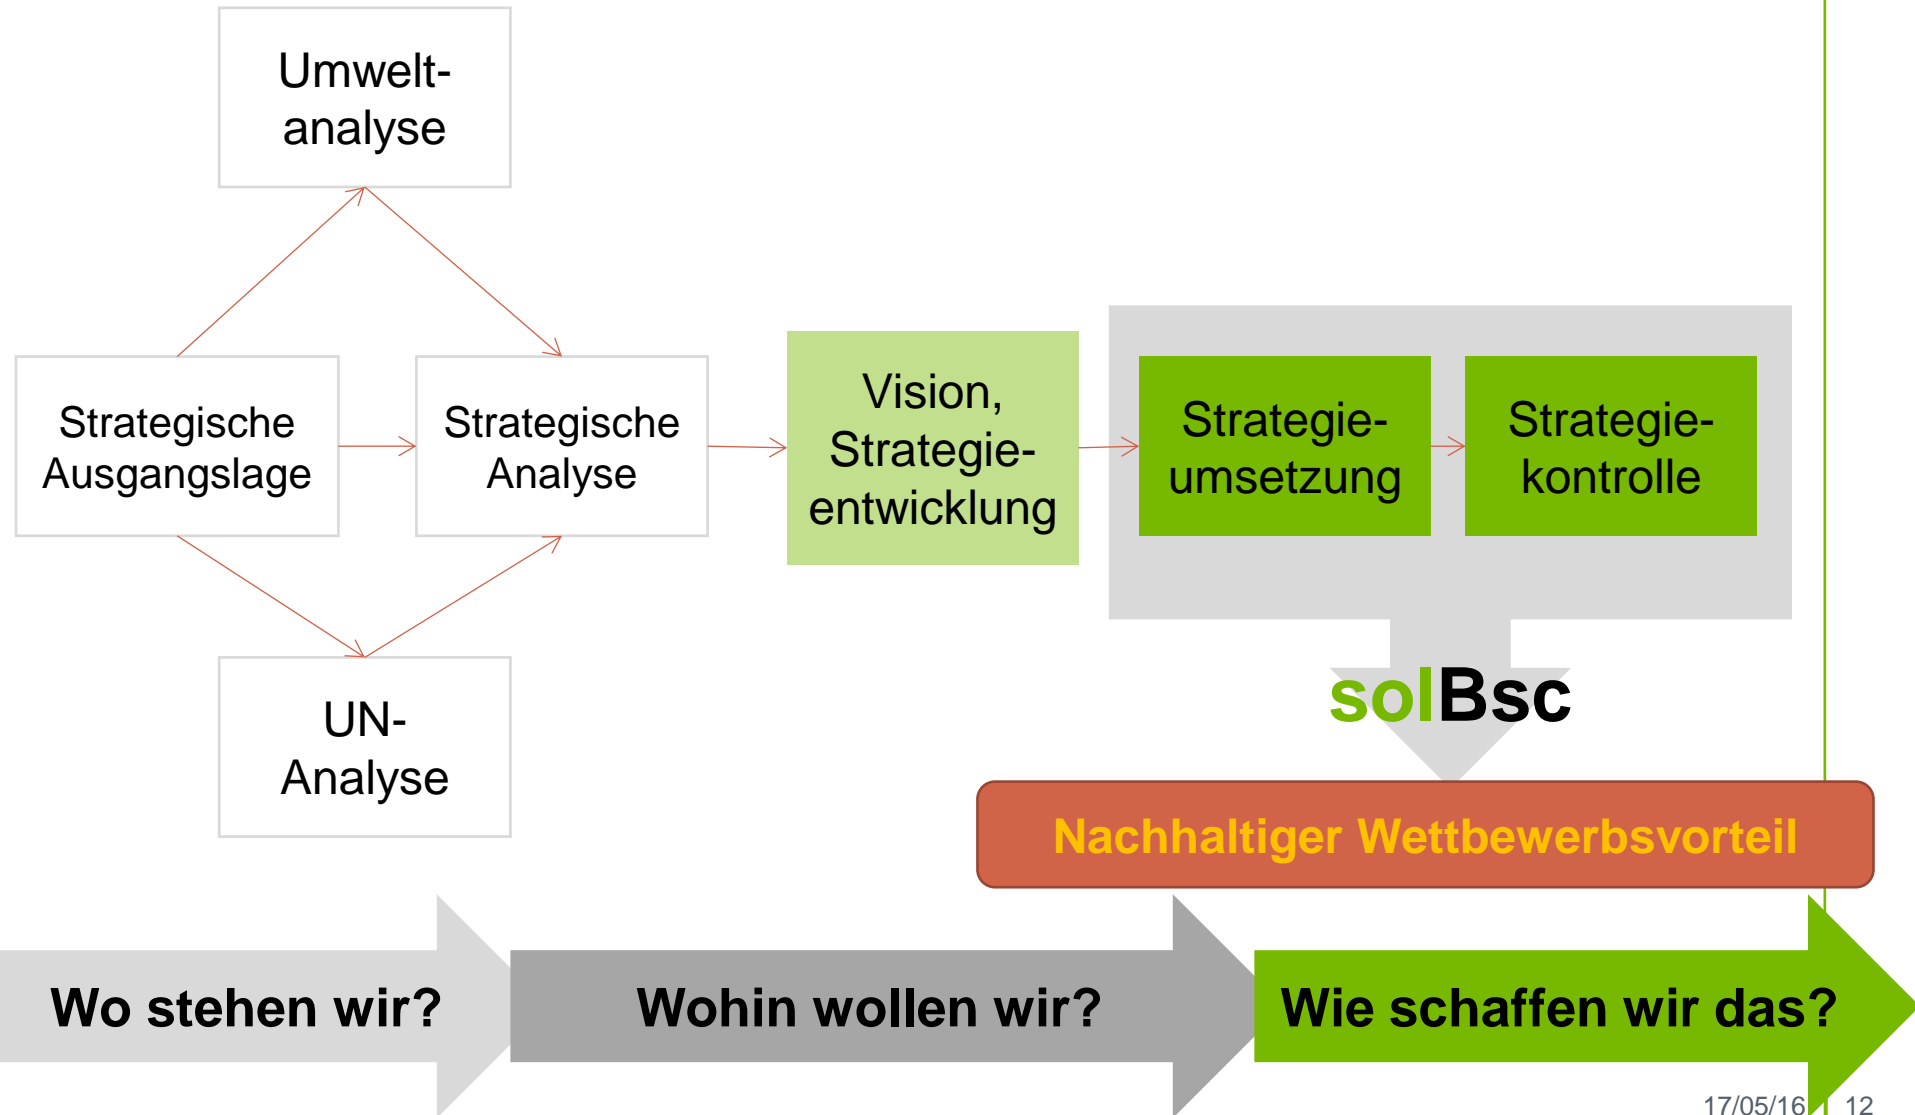 Umwelt-
analyse
Strategische
Ausgangslage
Strategische
Analyse
Vision,
Strategie-
entwicklung
Strategie-
umsetzung
Strategie-
kontrolle
UN-
Analyse
solBsc
Nachhaltiger Wettbewerbsvorteil
Wo stehen wir?
Wohin wollen wir?
Wie schaffen wir das?
17/05/16 12